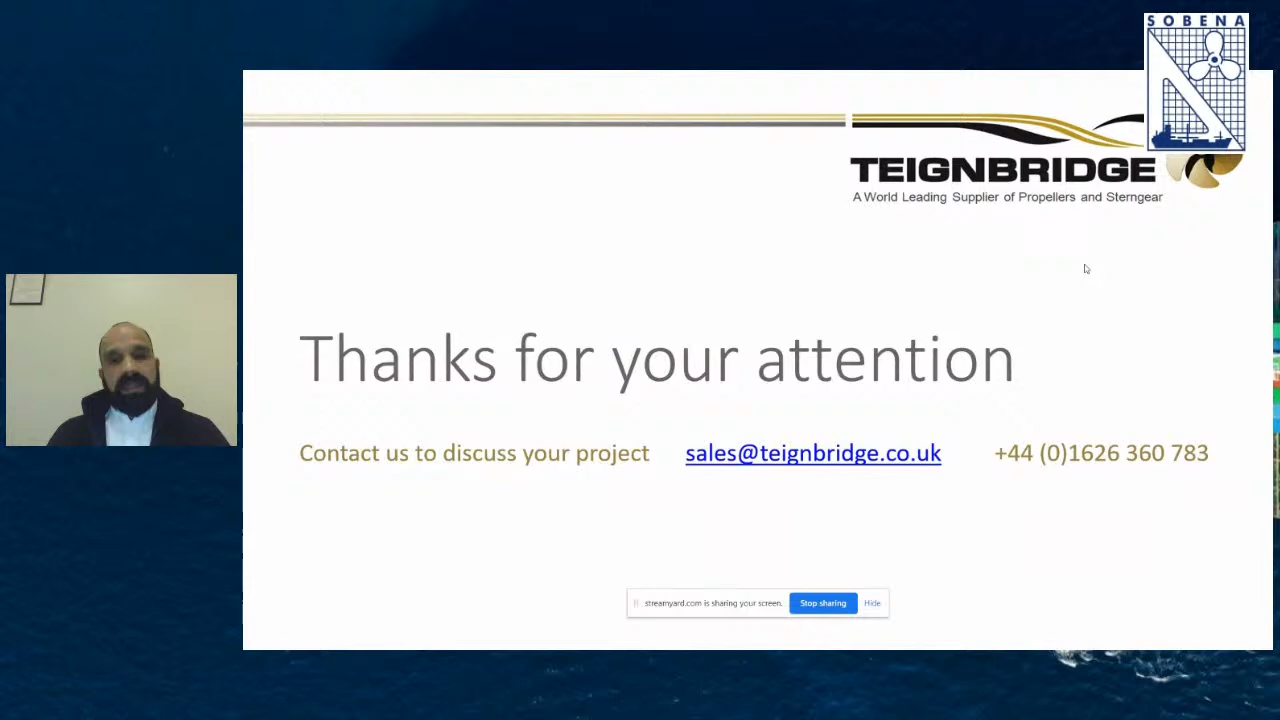 SOBENA
TEIGNBRIDGE
A World Leading Supplier of Propellers and Sterngear
Thanks for your attention
Contact us to discuss your project sales@teignbridge.co.uk +44 (0)1626 360 783
streamyard.com is sharing your screen. Stop sharing Hide